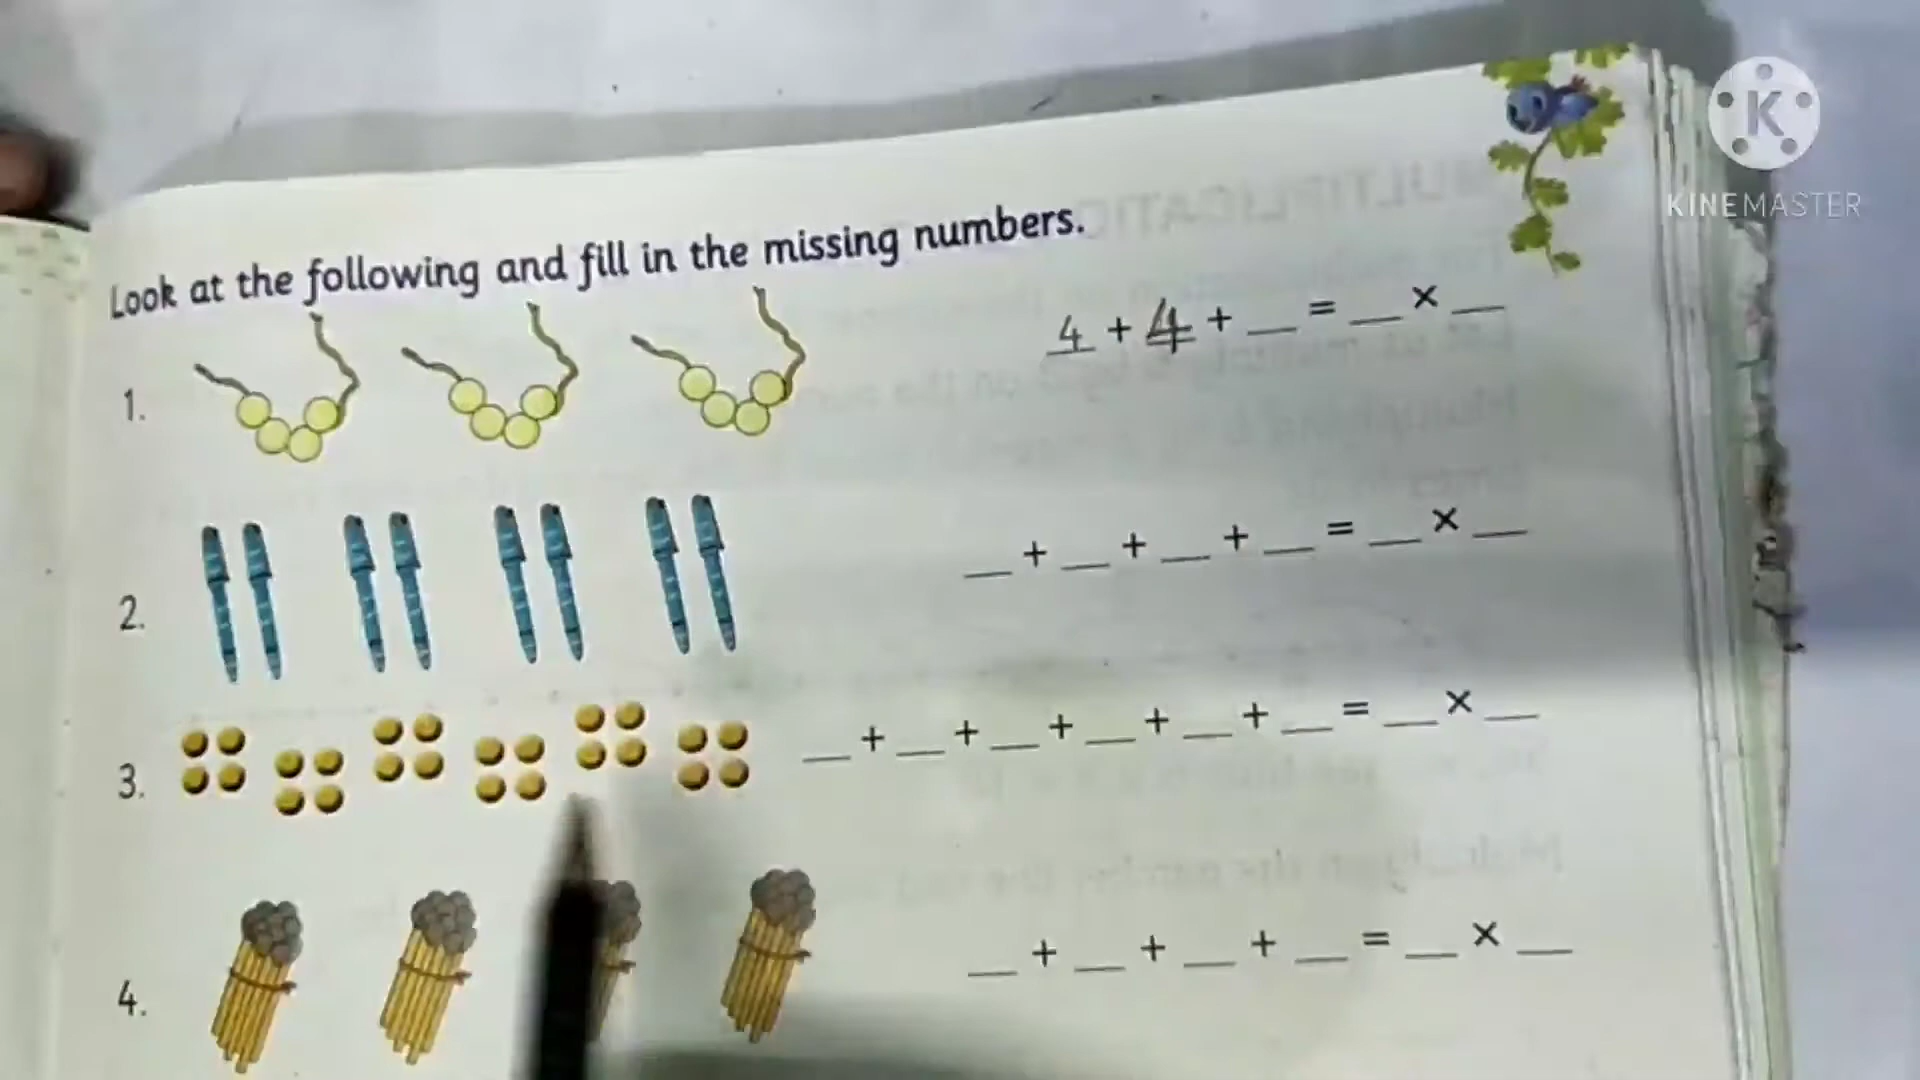 K
KINEMASTER
MULTIPLICATIO
Look at the following and fill in the missing numbers.
1. 4 + 4 + __ = __ × __
2. __ + __ + __ + __ = __ × __
3. __ + __ + __ + __ + __ + __ = __ × __
4. __ + __ + __ + __ = __ × __